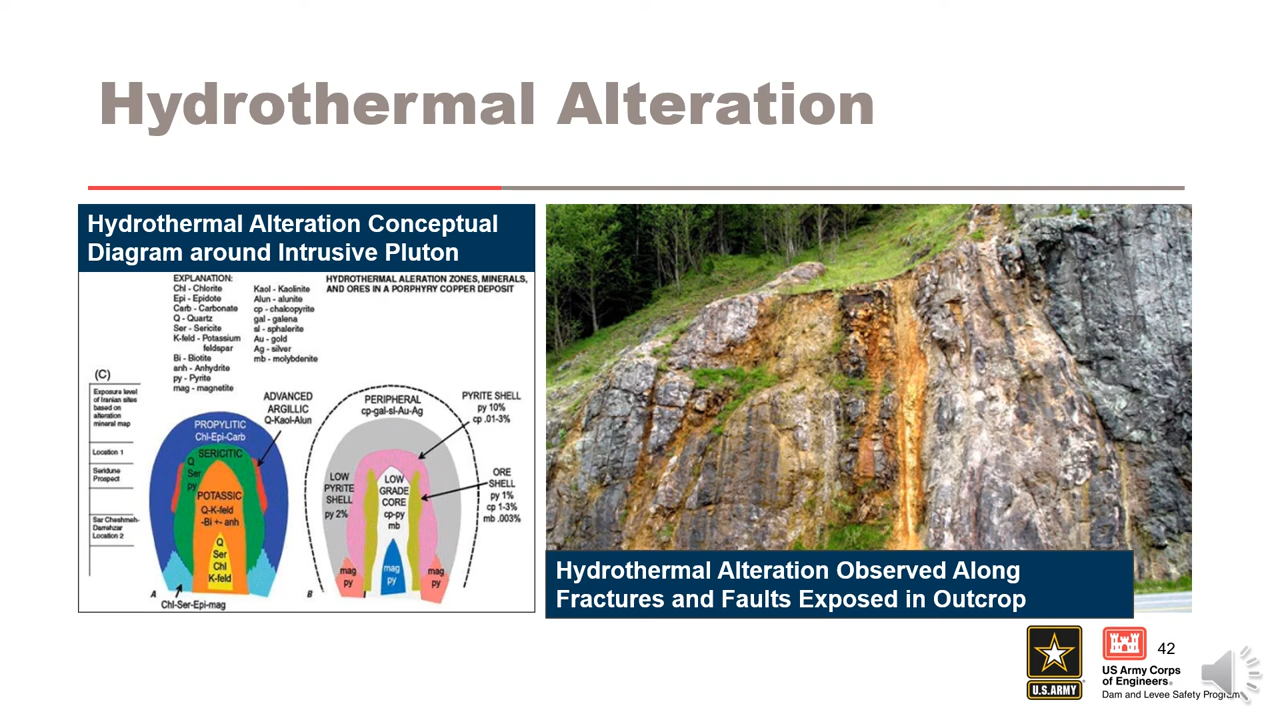 Hydrothermal Alteration
Hydrothermal Alteration Conceptual
Diagram around Intrusive Pluton
EXPLANATION:
Chl - Chlorite
Epi - Epidote
Carb - Carbonate
Q - Quartz
Ser - Sericite
K-feld - Potassium
feldspar
Bi - Biotite
anh - Anhydrite
py - Pyrite
mag - magnetite
Kaol - Kaolinite
Alun - alunite
cp - chalcopyrite
gal - galena
sl - sphalerite
Au - gold
Ag - silver
mb - molybdenite
HYDROTHERMAL ALERATION ZONES, MINERALS,
AND ORES IN A PORPHYRY COPPER DEPOSIT
(C)
Exposure level
of Iranian sites
based on
alteration
mineral map
Location 1
Seridune
Prospect
Sar Cheshmeh-
Darrahzar
Location 2
ADVANCED
ARGILLIC
Q-Kaol-Alun
PROPYLITIC
Chl-Epi-Carb
SERICITIC
Q
Ser
py
POTASSIC
Q-K-feld
-Bi +- anh
Q
Ser
Chl
K-feld
A
Chl-Ser-Epi-mag
PERIPHERAL
cp-gal-sl-Au-Ag
PYRITE SHELL
py 10%
cp .01-3%
LOW
PYRITE
SHELL
py 2%
LOW
GRADE
CORE
cp-py
mb
ORE
SHELL
py 1%
cp 1-3%
mb .003%
mag
py
mag
py
mag
py
B
Hydrothermal Alteration Observed Along
Fractures and Faults Exposed in Outcrop
U.S.ARMY
42
US Army Corps
of Engineers®
Dam and Levee Safety Program